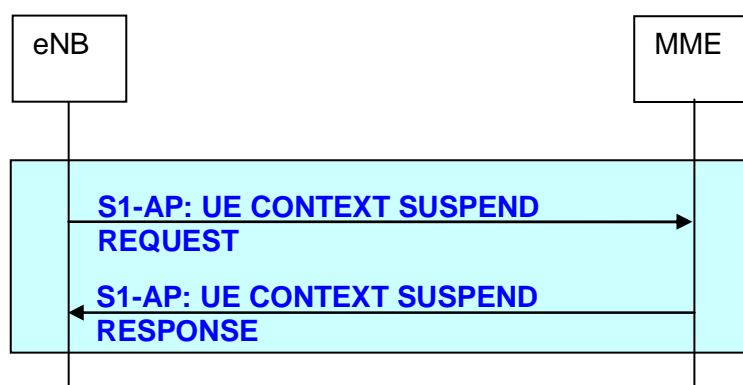 eNB
MME
S1-AP: UE CONTEXT SUSPEND
REQUEST
S1-AP: UE CONTEXT SUSPEND
RESPONSE